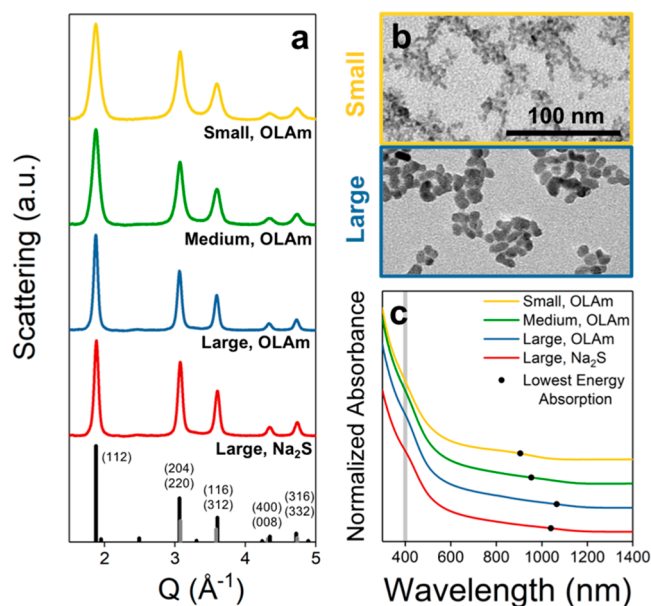 a
Scattering (a.u.)
Small, OLAm
Medium, OLAm
Large, OLAm
Large, Na₂S
(112)
(204)
(220)
(116)
(312)
(400)
(008)
(316)
(332)
2 3 4 5
Q (Å⁻¹)
b
Small
100 nm
Large
c
Normalized Absorbance
Small, OLAm
Medium, OLAm
Large, OLAm
Large, Na₂S
Lowest Energy
Absorption
400 600 800 1000 1200 1400
Wavelength (nm)